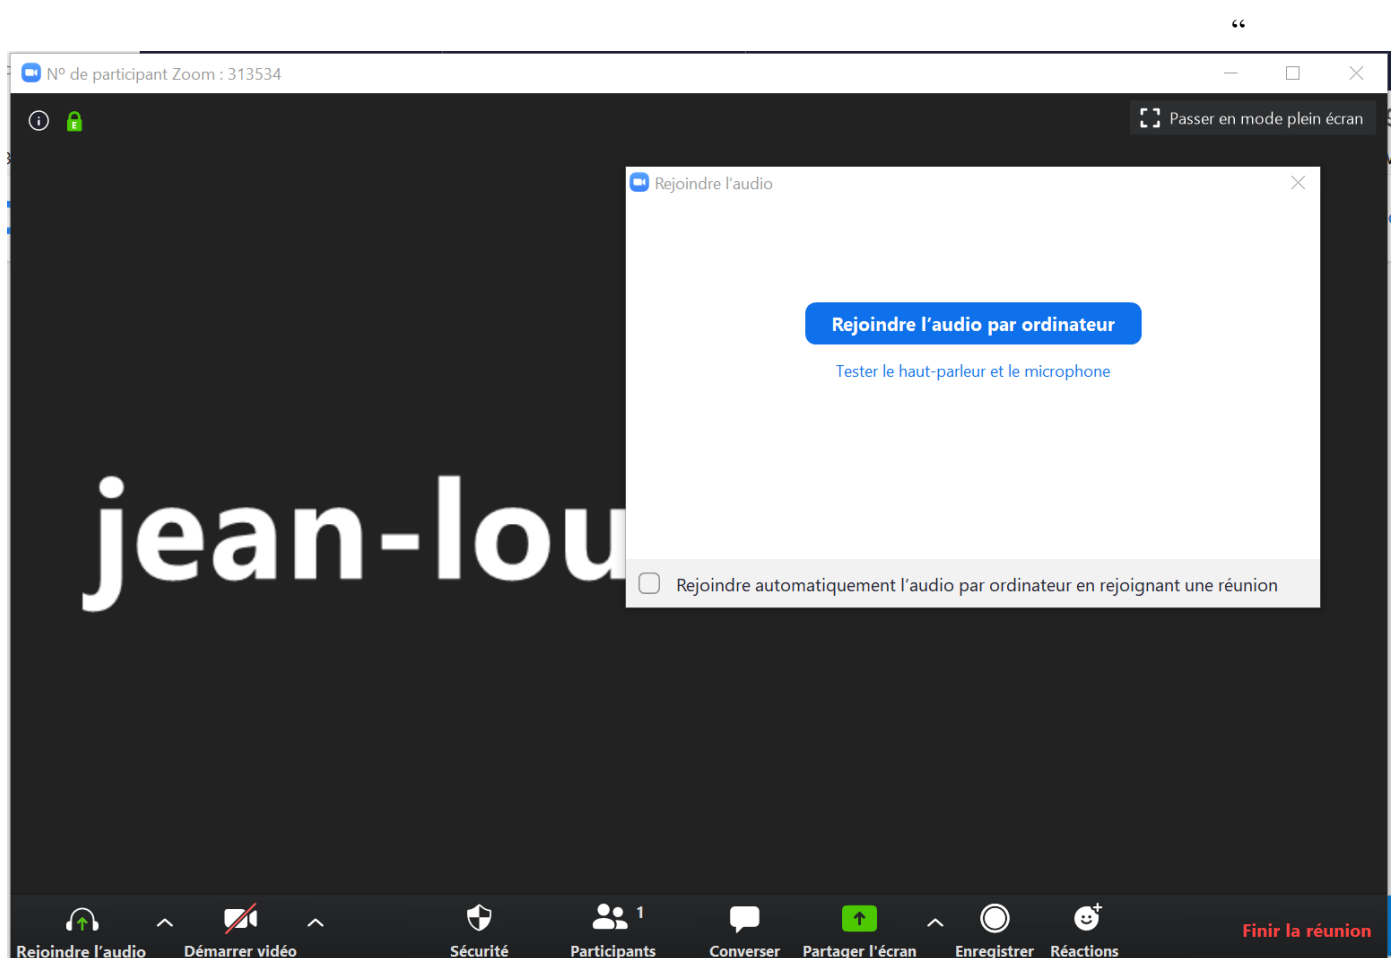 “
Nº de participant Zoom : 313534
Passer en mode plein écran
Rejoindre l'audio
Rejoindre l'audio par ordinateur
Tester le haut-parleur et le microphone
jean-lou
Rejoindre automatiquement l'audio par ordinateur en rejoignant une réunion
1
Rejoindre l'audio Démarrer vidéo Sécurité Participants Converser Partager l'écran Enregistrer Réactions Finir la réunion